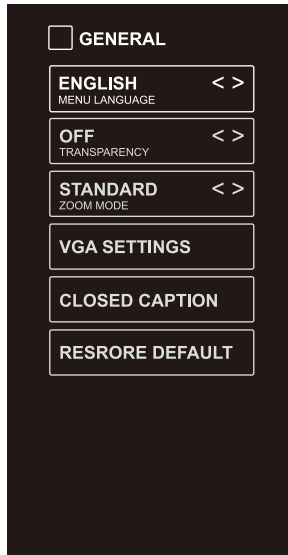 GENERAL
ENGLISH < >
MENU LANGUAGE
OFF < >
TRANSPARENCY
STANDARD < >
ZOOM MODE
VGA SETTINGS
CLOSED CAPTION
RESRORE DEFAULT